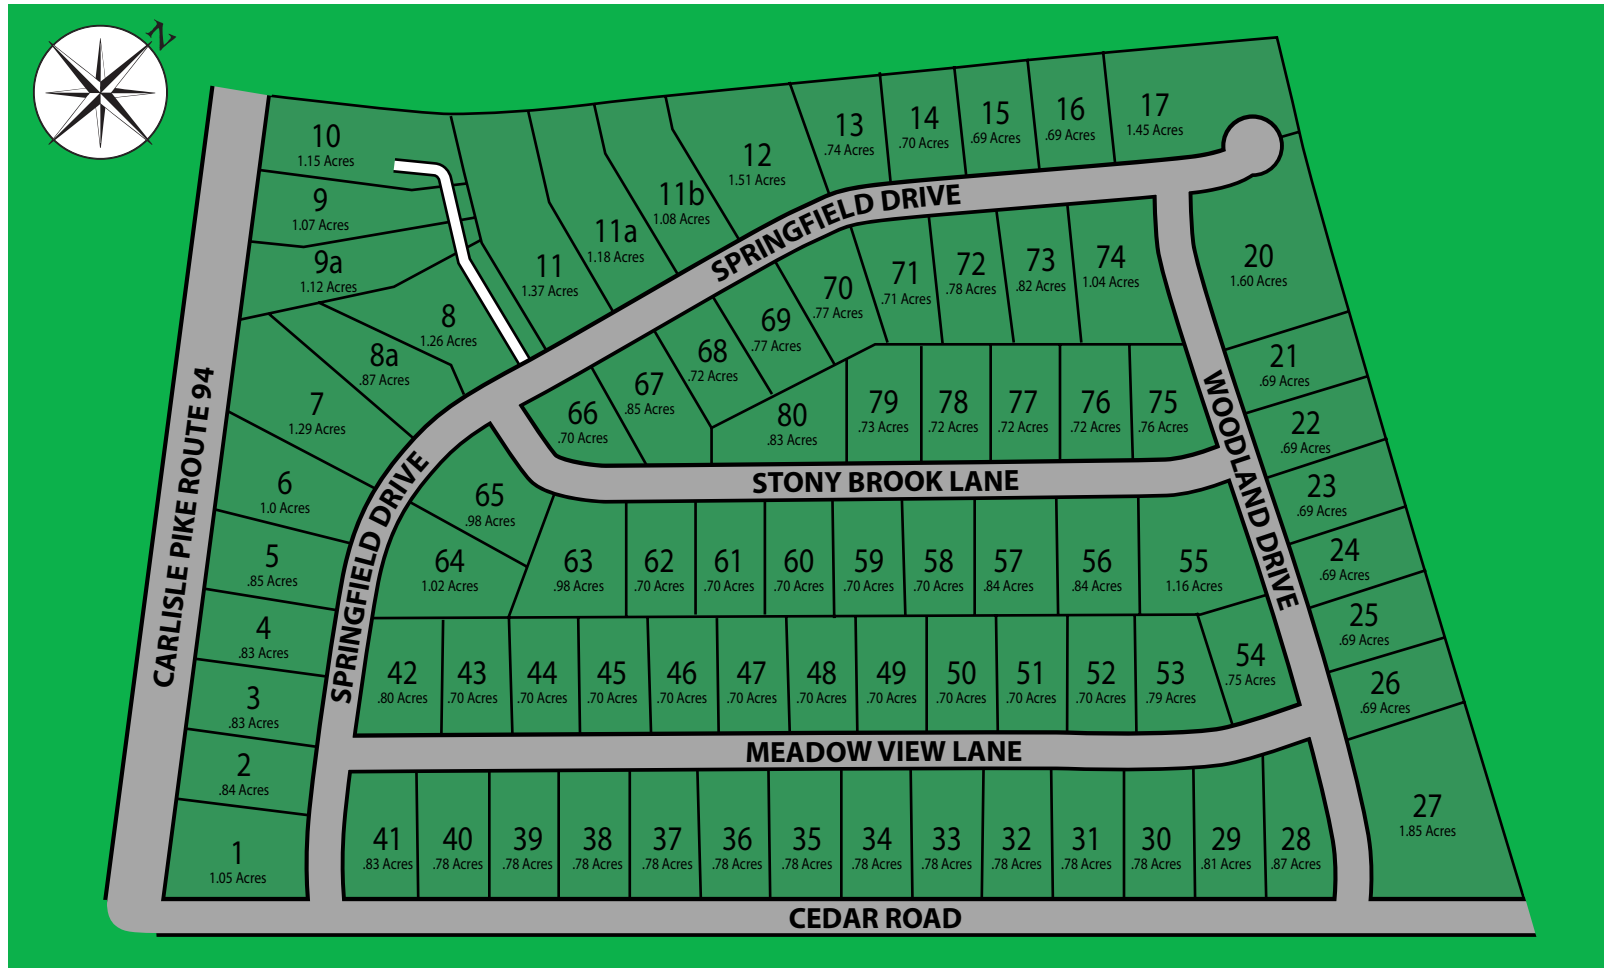 N
10
1.15 Acres
9
1.07 Acres
9a
1.12 Acres
8
1.26 Acres
8a
.87 Acres
7
1.29 Acres
6
1.0 Acres
5
.85 Acres
4
.83 Acres
3
.83 Acres
2
.84 Acres
1
1.05 Acres
11
1.37 Acres
11a
1.18 Acres
11b
1.08 Acres
12
1.51 Acres
13
.74 Acres
14
.70 Acres
15
.69 Acres
16
.69 Acres
17
1.45 Acres
20
1.60 Acres
21
.69 Acres
22
.69 Acres
23
.69 Acres
24
.69 Acres
25
.69 Acres
26
.69 Acres
27
1.85 Acres
SPRINGFIELD DRIVE
66
.70 Acres
67
.85 Acres
68
.72 Acres
69
.77 Acres
70
.77 Acres
71
.71 Acres
72
.78 Acres
73
.82 Acres
74
1.04 Acres
80
.83 Acres
79
.73 Acres
78
.72 Acres
77
.72 Acres
76
.72 Acres
75
.76 Acres
STONY BROOK LANE
WOODLAND DRIVE
CARLISLE PIKE ROUTE 94
SPRINGFIELD DRIVE
65
.98 Acres
64
1.02 Acres
63
.98 Acres
62
.70 Acres
61
.70 Acres
60
.70 Acres
59
.70 Acres
58
.70 Acres
57
.84 Acres
56
.84 Acres
55
1.16 Acres
42
.80 Acres
43
.70 Acres
44
.70 Acres
45
.70 Acres
46
.70 Acres
47
.70 Acres
48
.70 Acres
49
.70 Acres
50
.70 Acres
51
.70 Acres
52
.70 Acres
53
.79 Acres
54
.75 Acres
MEADOW VIEW LANE
41
.83 Acres
40
.78 Acres
39
.78 Acres
38
.78 Acres
37
.78 Acres
36
.78 Acres
35
.78 Acres
34
.78 Acres
33
.78 Acres
32
.78 Acres
31
.78 Acres
30
.78 Acres
29
.81 Acres
28
.87 Acres
CEDAR ROAD